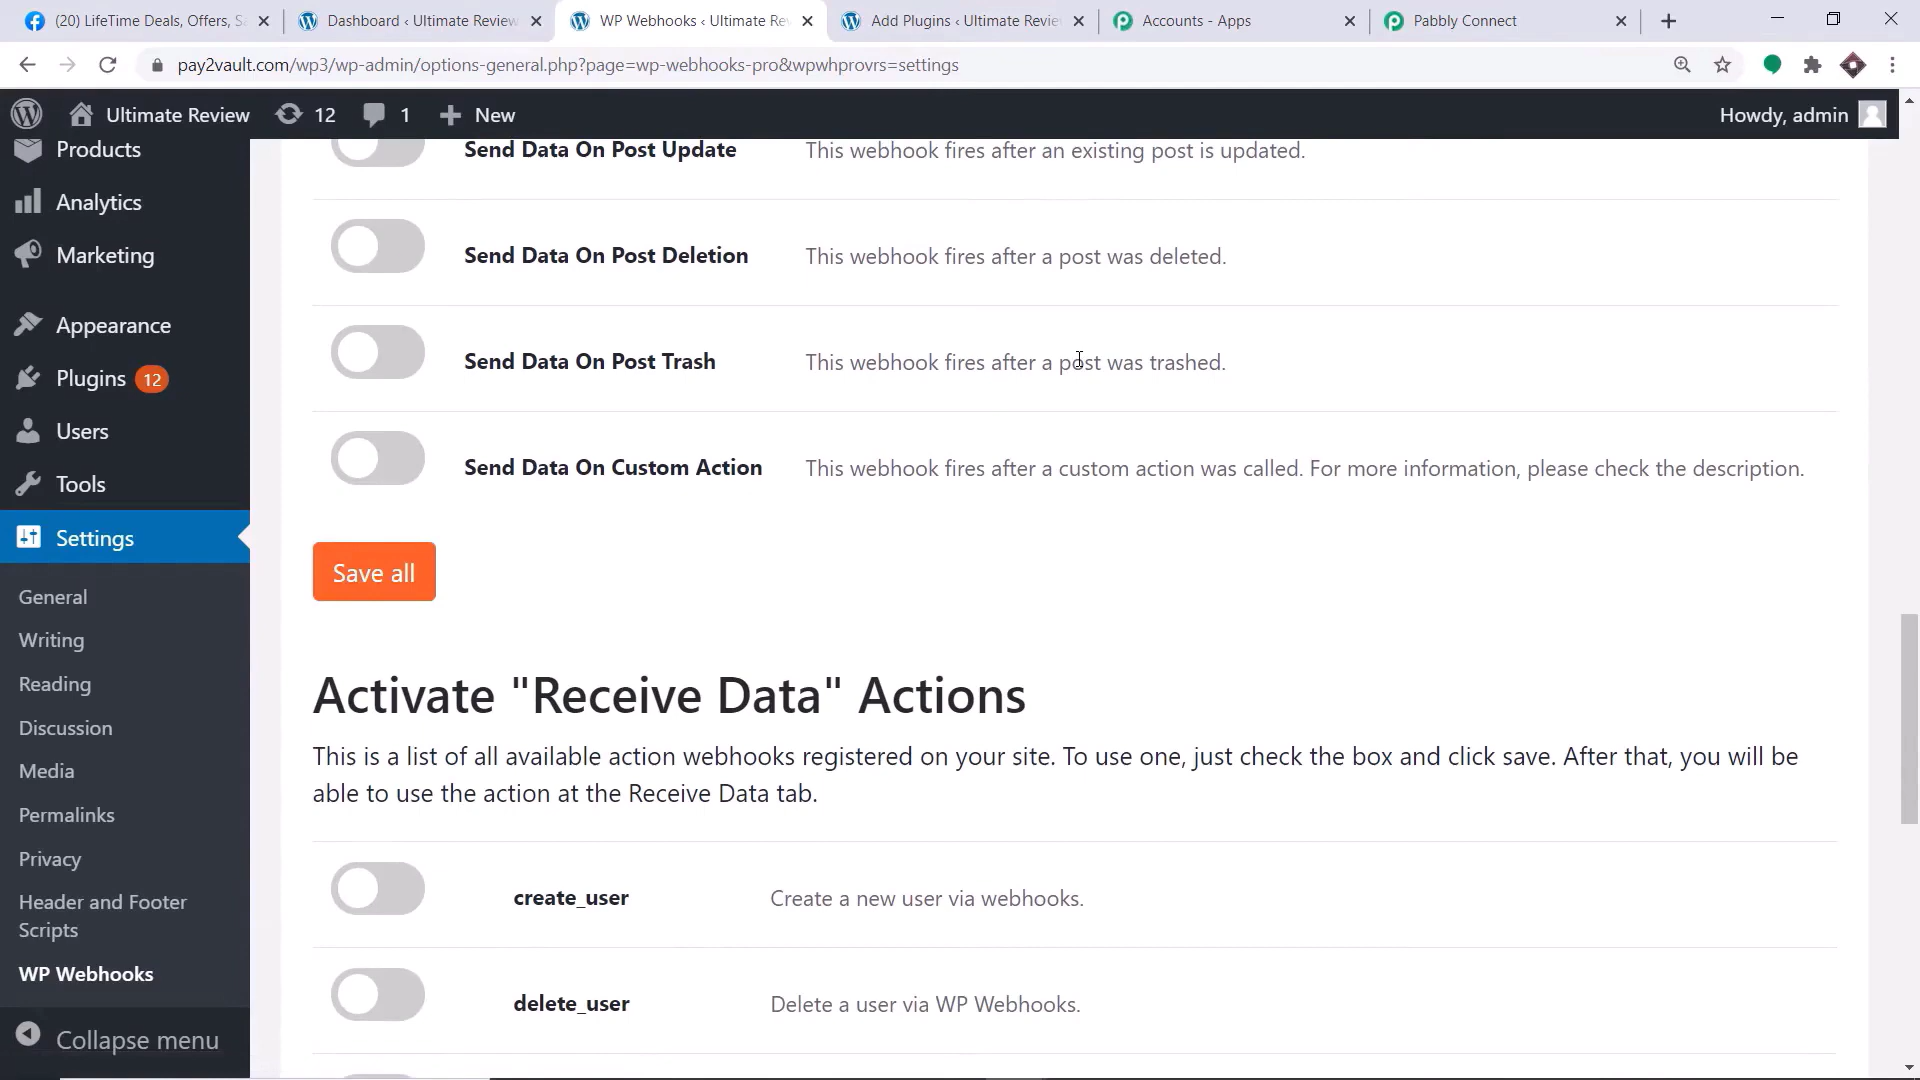 (20) LifeTime Deals, Offers, Sa
Dashboard ‹ Ultimate Review
WP Webhooks ‹ Ultimate Re
Add Plugins ‹ Ultimate Revie
Accounts - Apps
Pabbly Connect
pay2vault.com/wp3/wp-admin/options-general.php?page=wp-webhooks-pro&wpwhprovrs=settings
Ultimate Review
12
1
New
Howdy, admin
Products
Analytics
Marketing
Appearance
Plugins 12
Users
Tools
Settings
General
Writing
Reading
Discussion
Media
Permalinks
Privacy
Header and Footer
Scripts
WP Webhooks
Collapse menu
Send Data On Post Update This webhook fires after an existing post is updated.
Send Data On Post Deletion This webhook fires after a post was deleted.
Send Data On Post Trash This webhook fires after a post was trashed.
Send Data On Custom Action This webhook fires after a custom action was called. For more information, please check the description.
Save all
Activate "Receive Data" Actions
This is a list of all available action webhooks registered on your site. To use one, just check the box and click save. After that, you will be
able to use the action at the Receive Data tab.
create_user Create a new user via webhooks.
delete_user Delete a user via WP Webhooks.